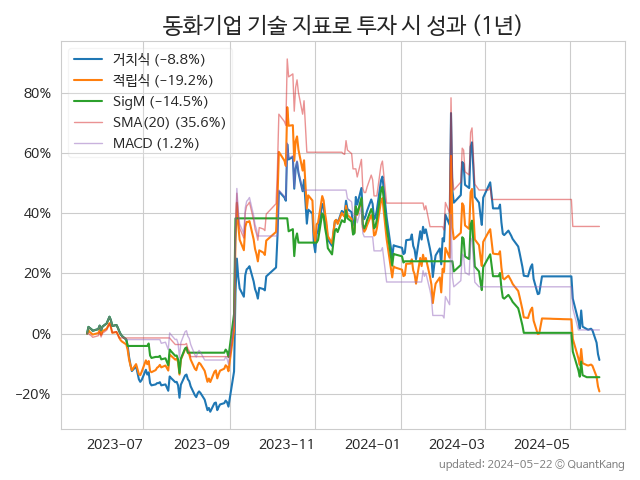 동화기업 기술 지표로 투자 시 성과 (1년)
거치식 (−8.8%)
적립식 (−19.2%)
SigM (−14.5%)
SMA(20) (35.6%)
MACD (1.2%)
80%
60%
40%
20%
0%
−20%
2023−07
2023−09
2023−11
2024−01
2024−03
2024−05
updated: 2024−05−22 ⓒ QuantKang